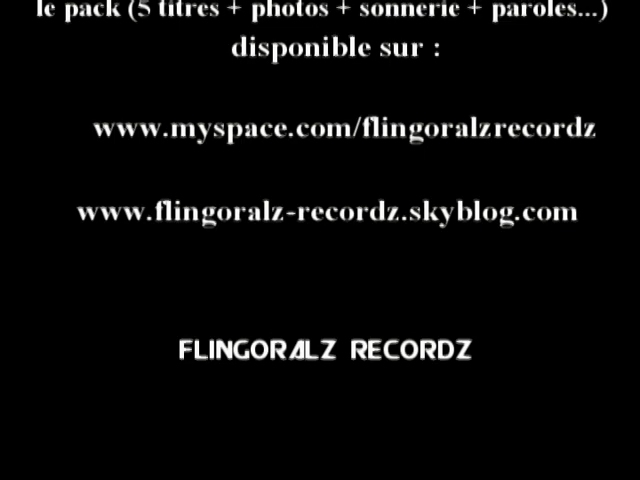 le pack (5 titres + photos + sonnerie + paroles...)
disponible sur :
www.myspace.com/flingoralzrecordz
www.flingoralz-recordz.skyblog.com
FLINGORALZ RECORDZ